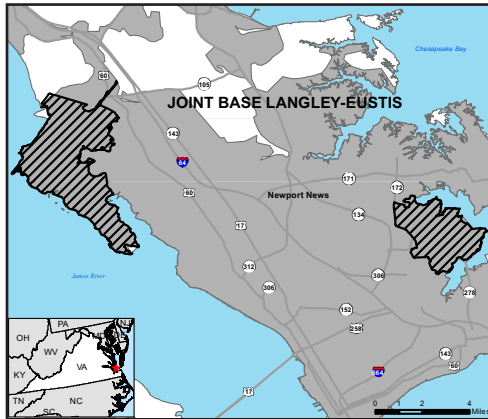 Chesapeake Bay
60
105
JOINT BASE LANGLEY-EUSTIS
143
64
171
172
60
Newport News
134
17
312
306
James River
306
278
152
258
143
60
664
17
PA
OH
WV
VA
KY
TN
NC
SC
0 2 4
Miles